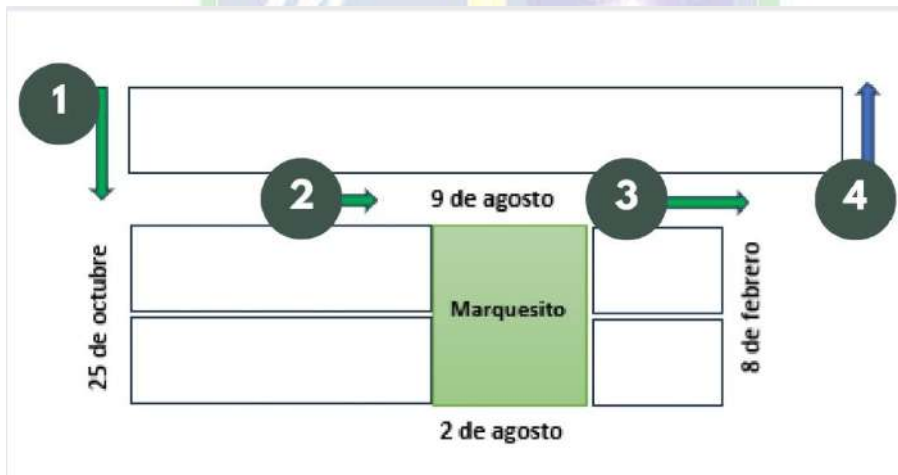 1
2
9 de agosto
3
4
25 de octubre
Marquesito
8 de febrero
2 de agosto